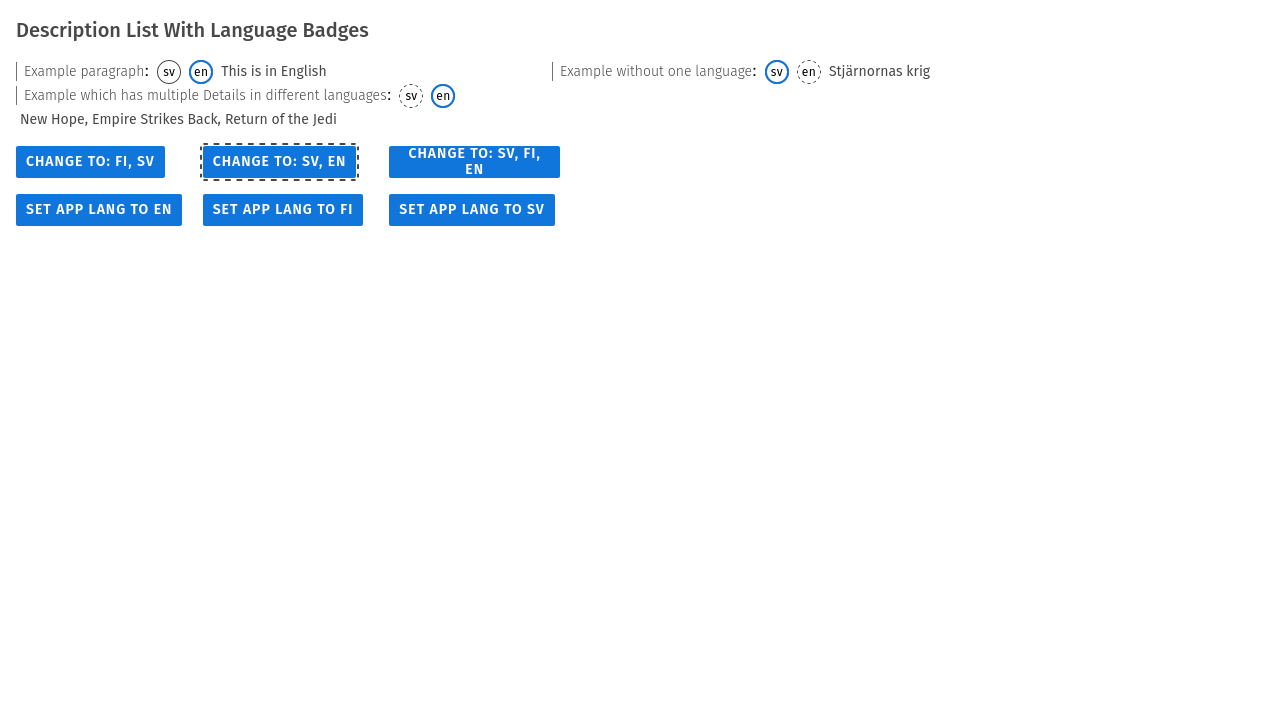 Description List With Language Badges
Example paragraph: sv en This is in English
Example without one language: sv en Stjärnornas krig
Example which has multiple Details in different languages: sv en
New Hope, Empire Strikes Back, Return of the Jedi
CHANGE TO: FI, SV
CHANGE TO: SV, EN
CHANGE TO: SV, FI,
EN
SET APP LANG TO EN
SET APP LANG TO FI
SET APP LANG TO SV